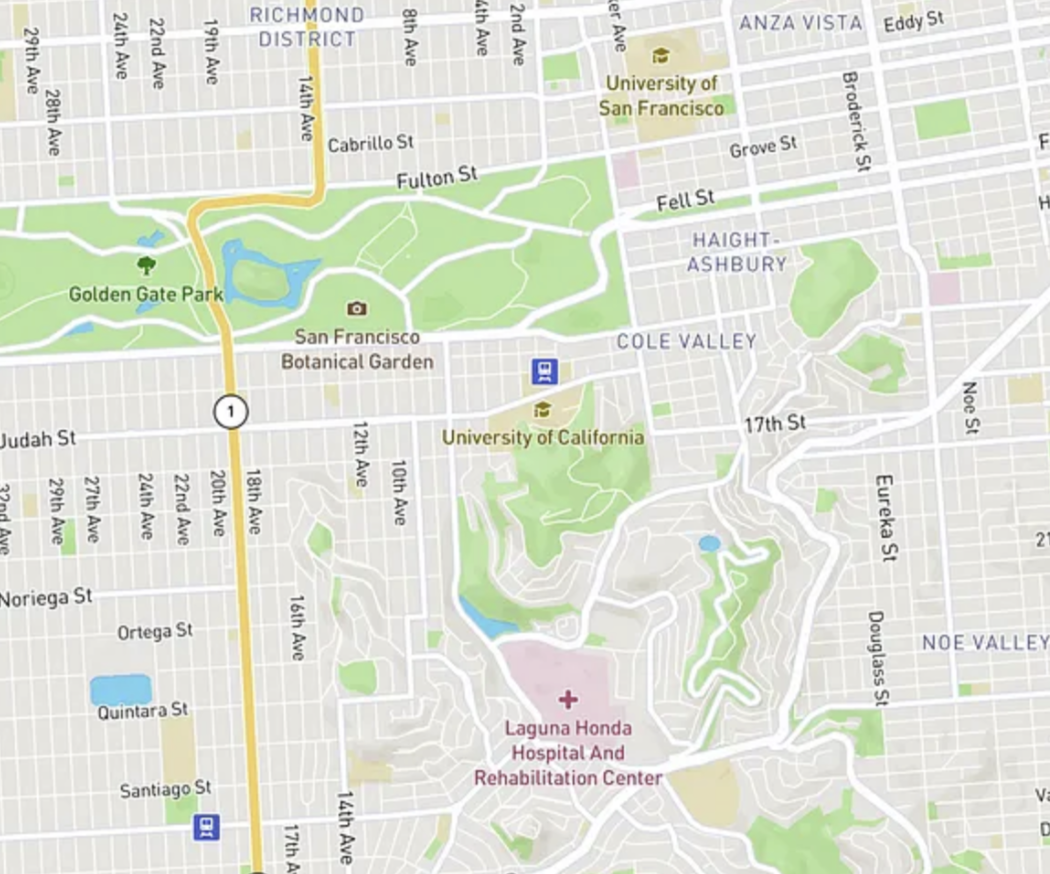 RICHMOND
DISTRICT
ANZA VISTA
Eddy St
29th Ave
24th Ave
22nd Ave
19th Ave
8th Ave
2nd Ave
University of
San Francisco
28th Ave
14th Ave
Broderick St
Cabrillo St
Grove St
Fulton St
Fell St
HAIGHT-
ASHBURY
Golden Gate Park
San Francisco
Botanical Garden
COLE VALLEY
1
Noe St
17th St
Judah St
University of California
12th Ave
10th Ave
29th Ave
27th Ave
24th Ave
22nd Ave
20th Ave
18th Ave
Eureka St
Noriega St
16th Ave
Ortega St
Douglass St
NOE VALLEY
Quintara St
Laguna Honda
Hospital And
Rehabilitation Center
Santiago St
14th Ave